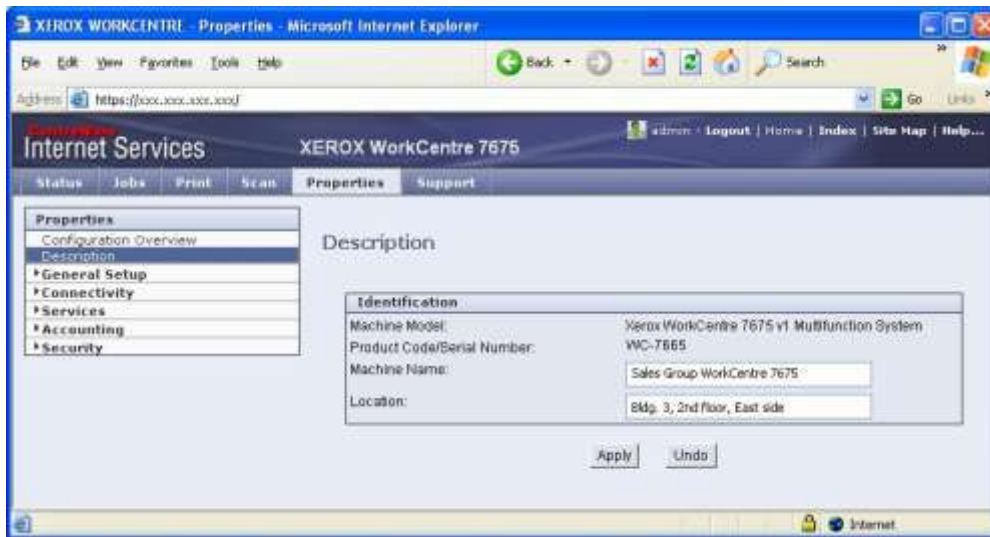 XEROX WORKCENTRE - Properties - Microsoft Internet Explorer
File Edit View Favorites Tools Help
Back
Search
Address https://xxx.xxx.xxx.xxx/
Go Links
CentreWare
Internet Services
XEROX WorkCentre 7675
admin - Logout | Home | Index | Site Map | Help...
Status Jobs Print Scan Properties Support
Properties
Configuration Overview
Description
General Setup
Connectivity
Services
Accounting
Security
Description
Identification
Machine Model: Xerox WorkCentre 7675 v1 Multifunction System
Product Code/Serial Number: WC-7665
Machine Name: Sales Group WorkCentre 7675
Location: Bldg. 3, 2nd floor, East side
Apply Undo
Internet